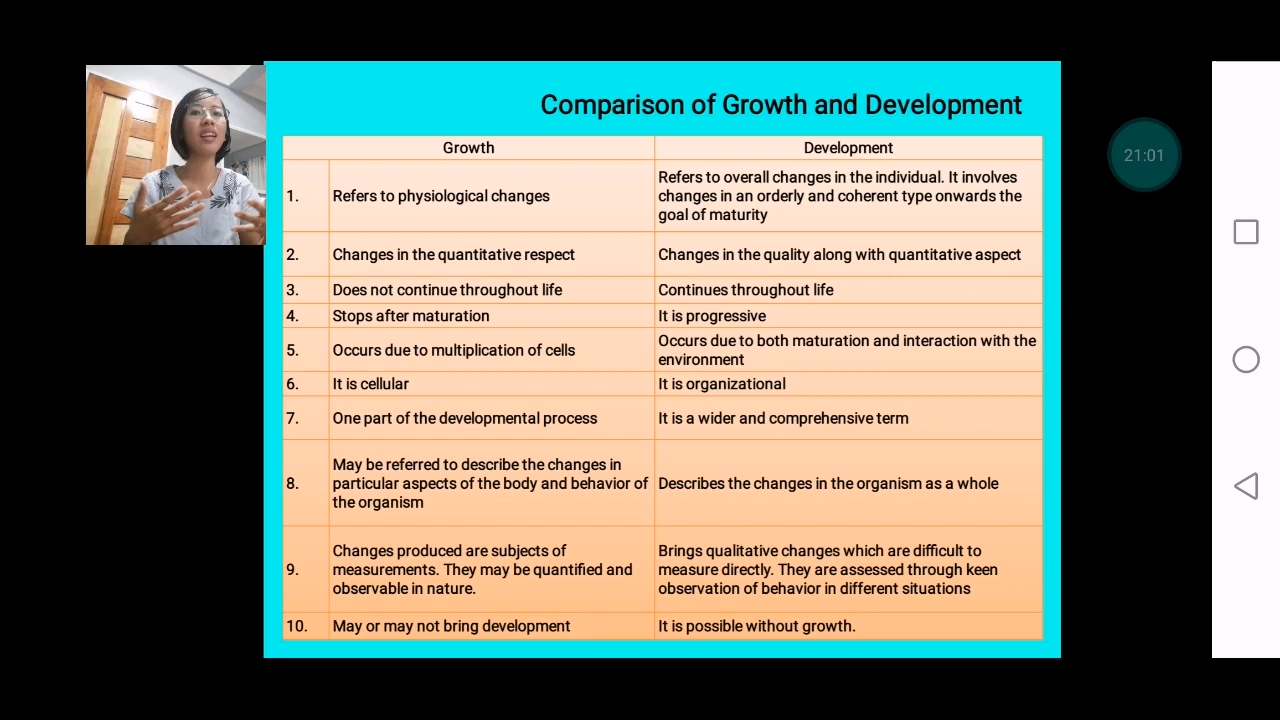 Comparison of Growth and Development
21:01
Growth
Development
1.
Refers to physiological changes
Refers to overall changes in the individual. It involves
changes in an orderly and coherent type onwards the
goal of maturity
2.
Changes in the quantitative respect
Changes in the quality along with quantitative aspect
3.
Does not continue throughout life
Continues throughout life
4.
Stops after maturation
It is progressive
5.
Occurs due to multiplication of cells
Occurs due to both maturation and interaction with the
environment
6.
It is cellular
It is organizational
7.
One part of the developmental process
It is a wider and comprehensive term
8.
May be referred to describe the changes in
particular aspects of the body and behavior of
the organism
Describes the changes in the organism as a whole
9.
Changes produced are subjects of
measurements. They may be quantified and
observable in nature.
Brings qualitative changes which are difficult to
measure directly. They are assessed through keen
observation of behavior in different situations
10.
May or may not bring development
It is possible without growth.